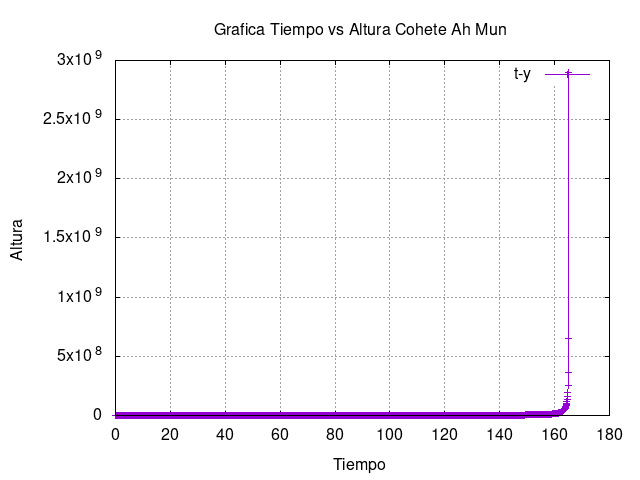 Grafica Tiempo vs Altura Cohete Ah Mun
3x10^9
t-y
2.5x10^9
2x10^9
1.5x10^9
1x10^9
5x10^8
0
Altura
0 20 40 60 80 100 120 140 160 180
Tiempo